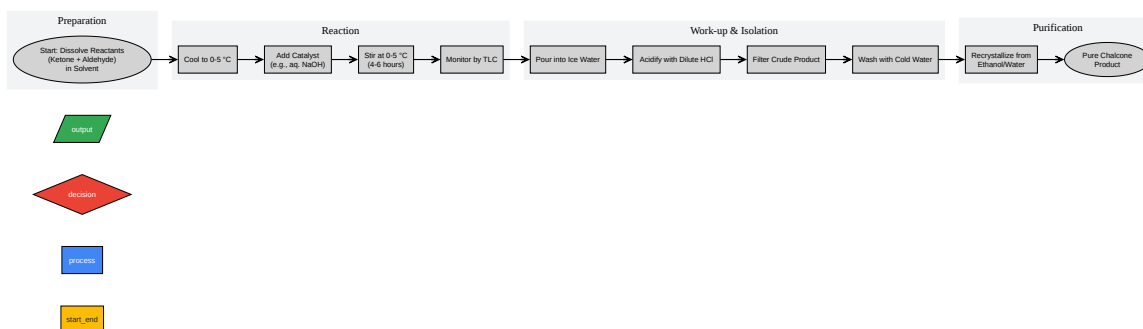 Preparation
Start: Dissolve Reactants
(Ketone + Aldehyde)
in Solvent
Reaction
Cool to 0-5 °C
Add Catalyst
(e.g., aq. NaOH)
Stir at 0-5 °C
(4-6 hours)
Monitor by TLC
Work-up & Isolation
Pour into Ice Water
Acidify with Dilute HCl
Filter Crude Product
Wash with Cold Water
Purification
Recrystallize from
Ethanol/Water
Pure Chalcone
Product
output
decision
process
start_end